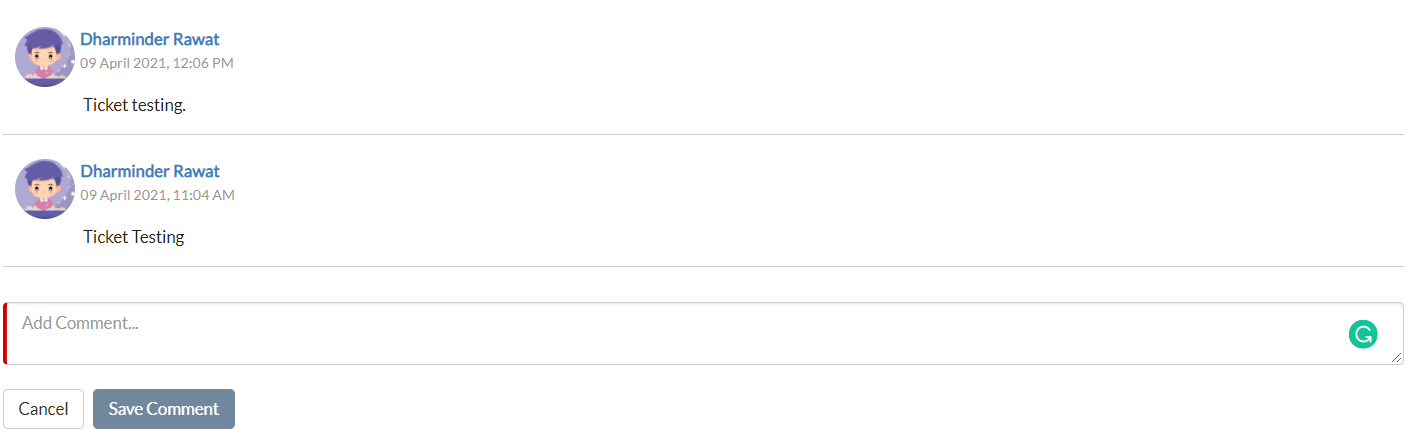 Dharminder Rawat
09 April 2021, 12:06 PM
Ticket testing.
Dharminder Rawat
09 April 2021, 11:04 AM
Ticket Testing
Add Comment...
Cancel
Save Comment